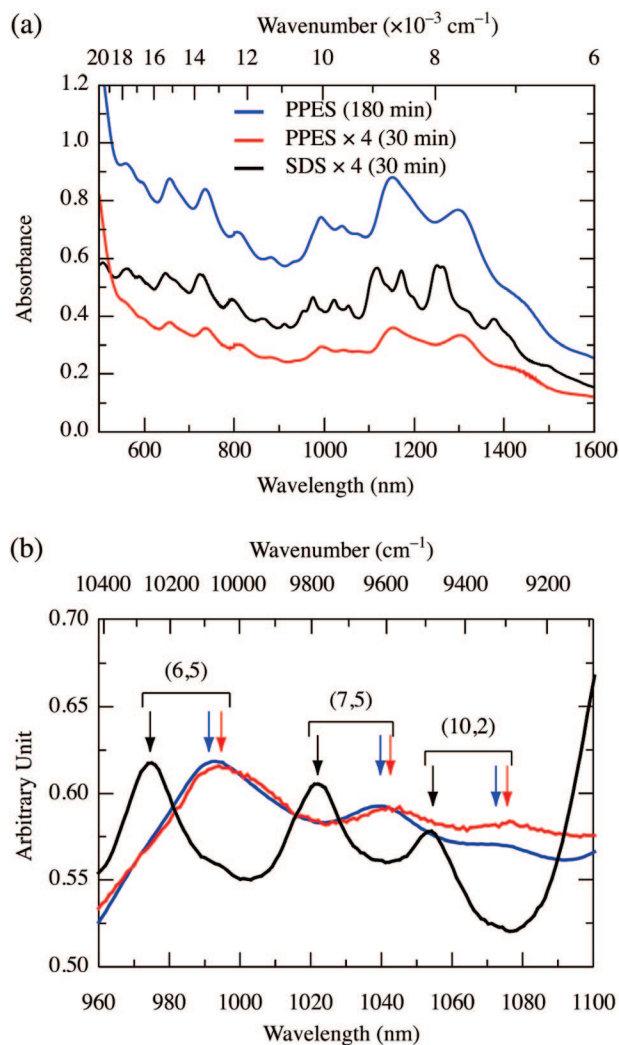 (a)
Wavenumber (×10⁻³ cm⁻¹)
20 18 16 14 12 10 8 6
1.2
1.0
0.8
0.6
0.4
0.2
0.0
Absorbance
PPES (180 min)
PPES × 4 (30 min)
SDS × 4 (30 min)
600 800 1000 1200 1400 1600
Wavelength (nm)
(b)
Wavenumber (cm⁻¹)
10400 10200 10000 9800 9600 9400 9200
0.70
0.65
0.60
0.55
0.50
Arbitrary Unit
(6,5)
(7,5)
(10,2)
960 980 1000 1020 1040 1060 1080 1100
Wavelength (nm)